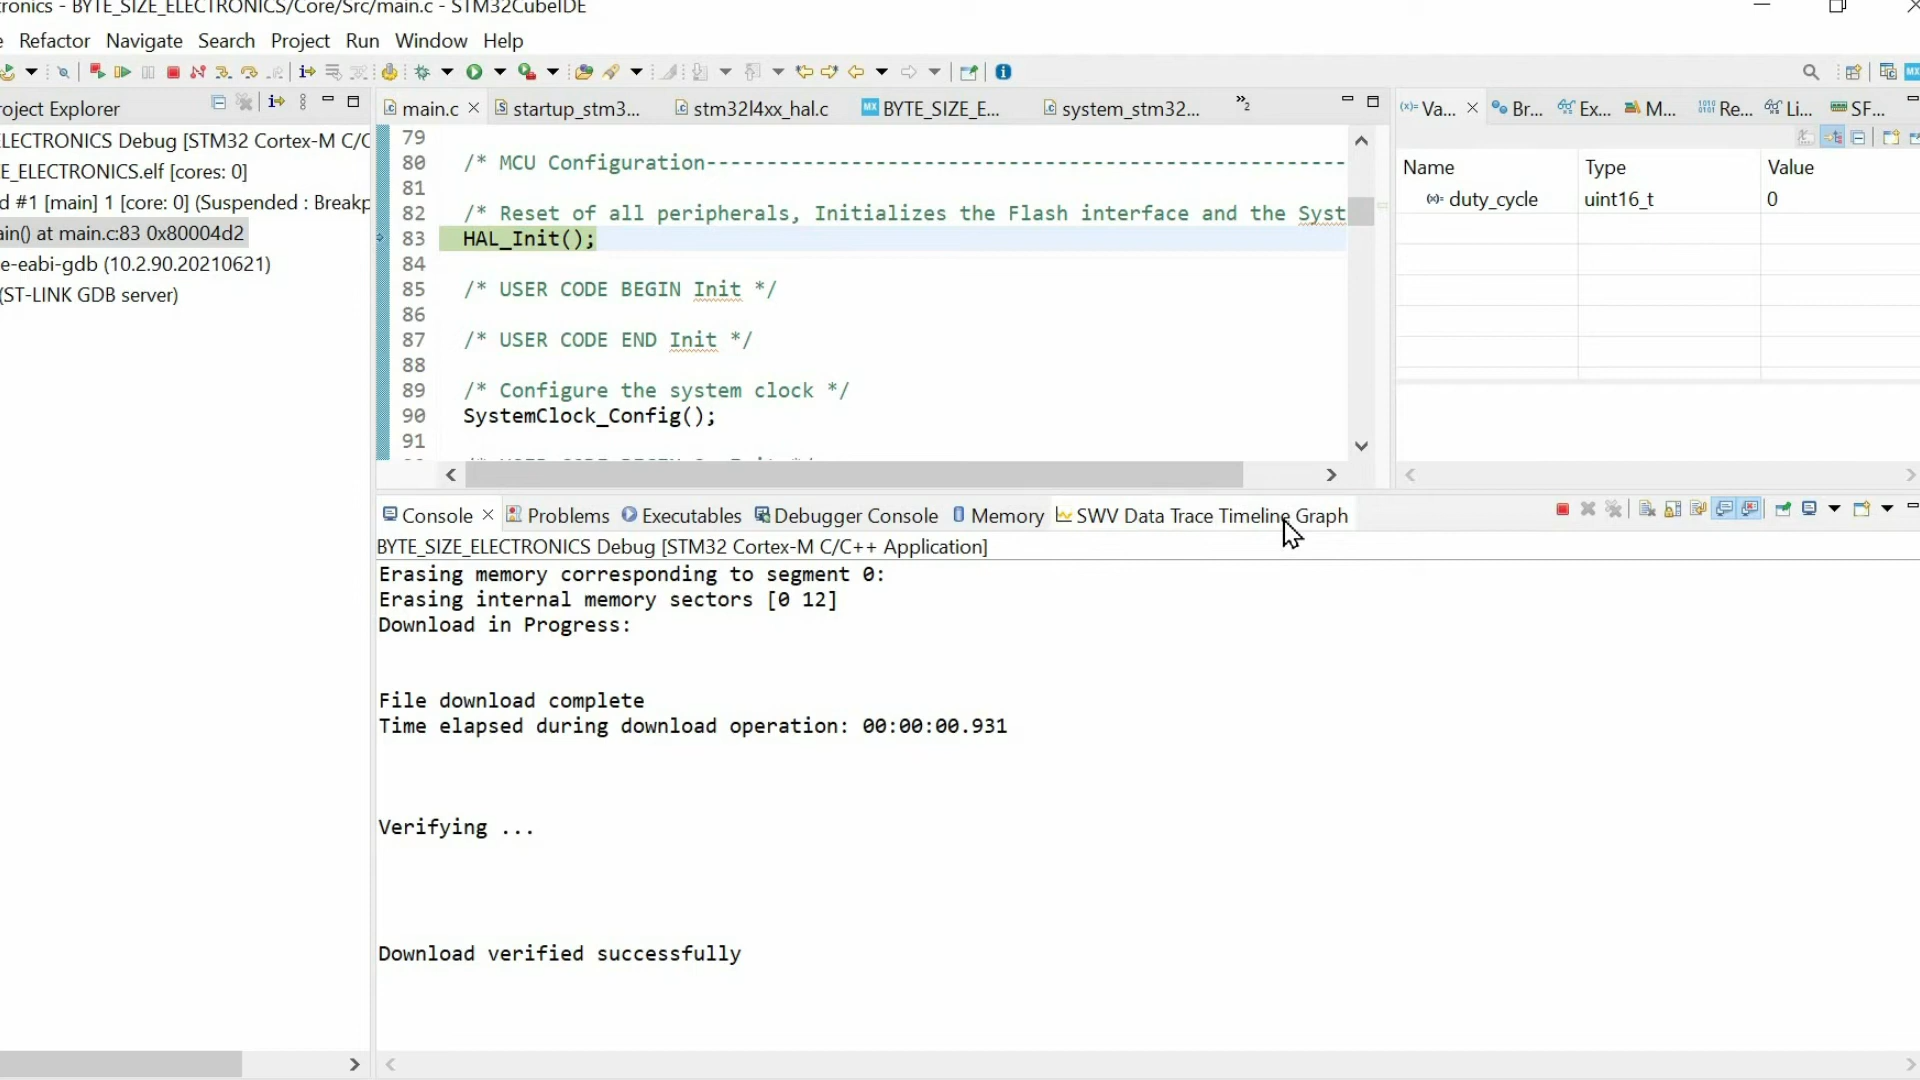 ronics - BYTE_SIZE_ELECTRONICS/Core/Src/main.c - STM32CubeIDE
e Refactor Navigate Search Project Run Window Help
roject Explorer
LECTRONICS Debug [STM32 Cortex-M C/C
E_ELECTRONICS.elf [cores: 0]
d #1 [main] 1 [core: 0] (Suspended : Breakp
ain() at main.c:83 0x80004d2
e-eabi-gdb (10.2.90.20210621)
(ST-LINK GDB server)
main.c startup_stm3... stm32l4xx_hal.c MX BYTE_SIZE_E... system_stm32... »2
79
80 /* MCU Configuration-----------------------------------------------------
81
82 /* Reset of all peripherals, Initializes the Flash interface and the Syst
83 HAL_Init();
84
85 /* USER CODE BEGIN Init */
86
87 /* USER CODE END Init */
88
89 /* Configure the system clock */
90 SystemClock_Config();
91
(x)= Va... Br... Ex... M... 1010 Re... Li... SF...
Name Type Value
(x)= duty_cycle uint16_t 0
Console Problems Executables Debugger Console Memory SWV Data Trace Timeline Graph
BYTE_SIZE_ELECTRONICS Debug [STM32 Cortex-M C/C++ Application]
Erasing memory corresponding to segment 0:
Erasing internal memory sectors [0 12]
Download in Progress:
File download complete
Time elapsed during download operation: 00:00:00.931
Verifying ...
Download verified successfully